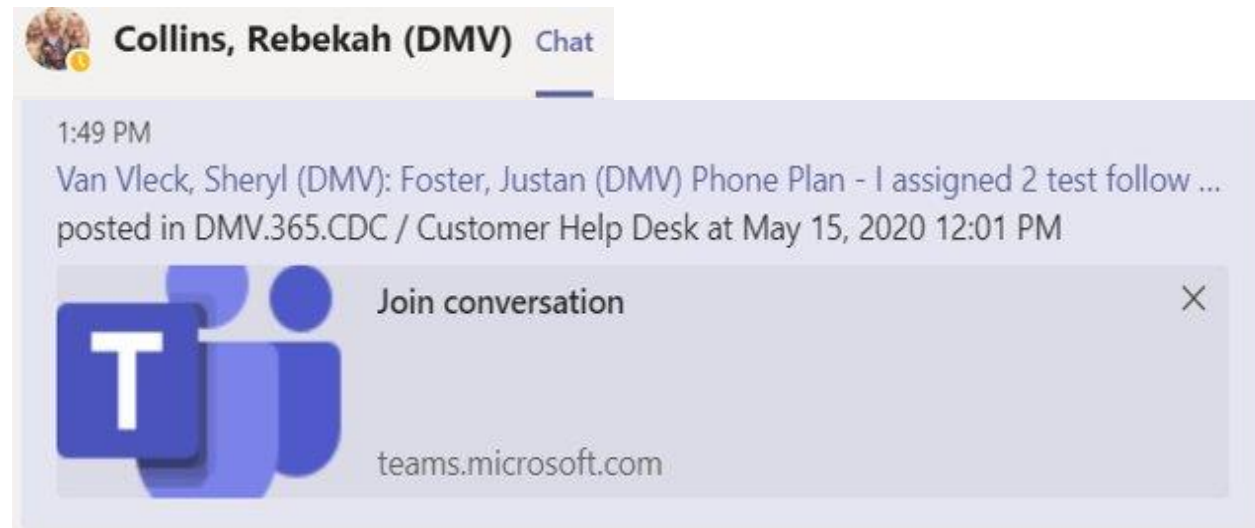 Collins, Rebekah (DMV) Chat
1:49 PM
Van Vleck, Sheryl (DMV): Foster, Justan (DMV) Phone Plan - I assigned 2 test follow ...
posted in DMV.365.CDC / Customer Help Desk at May 15, 2020 12:01 PM
Join conversation
T
teams.microsoft.com